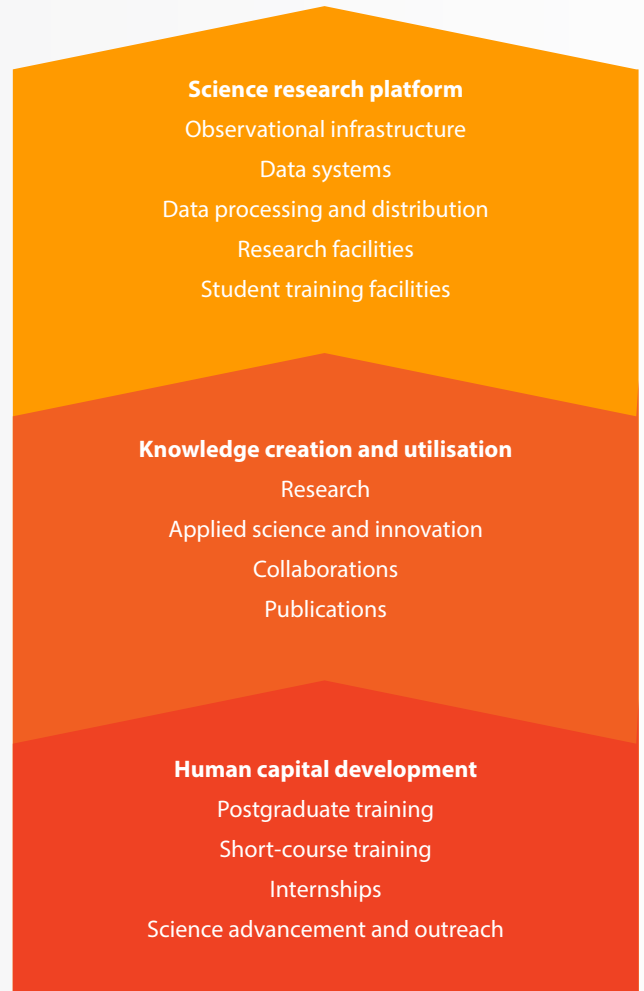 Science research platform
Observational infrastructure
Data systems
Data processing and distribution
Research facilities
Student training facilities
Knowledge creation and utilisation
Research
Applied science and innovation
Collaborations
Publications
Human capital development
Postgraduate training
Short-course training
Internships
Science advancement and outreach